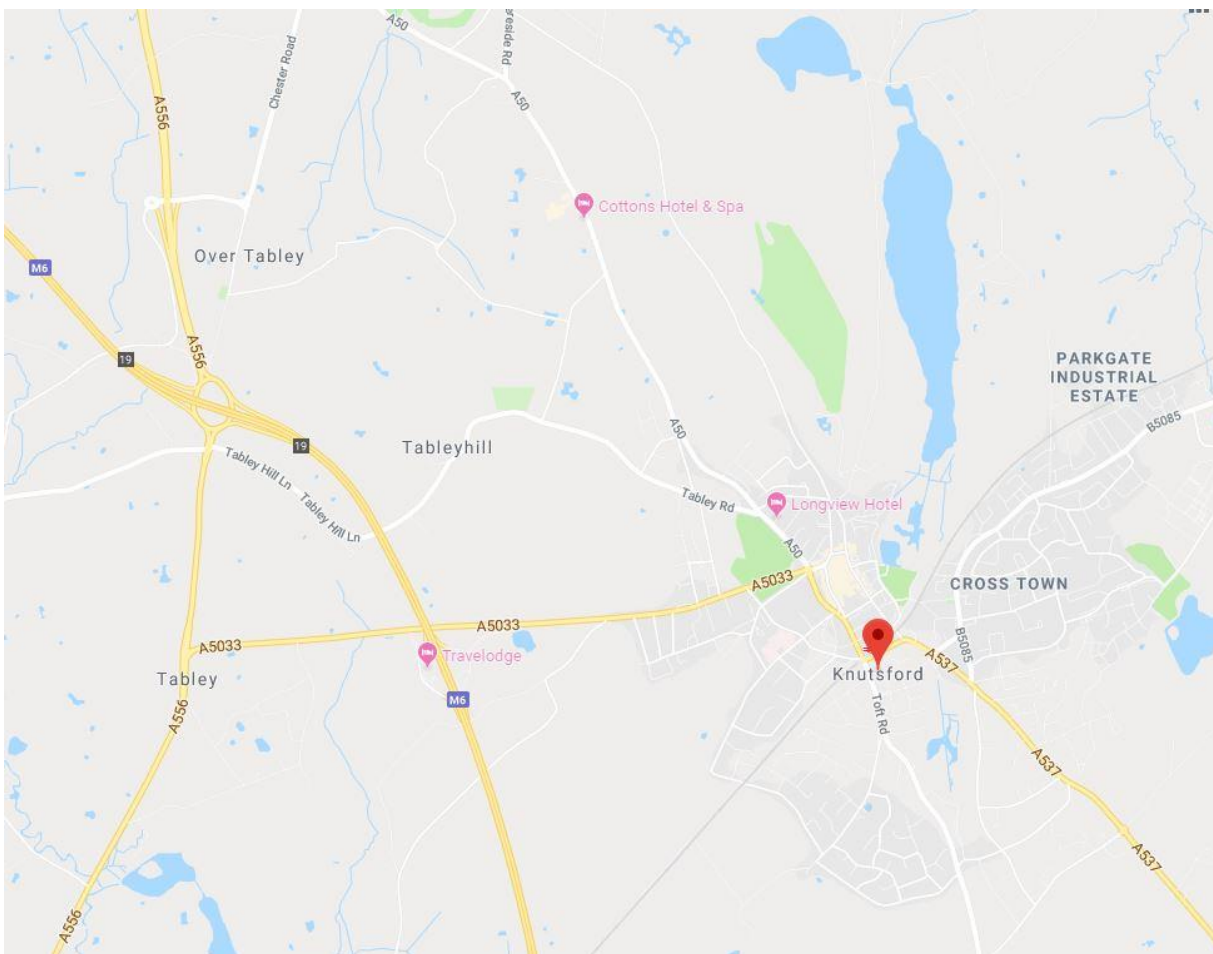 A50
reside Rd
Chester Road
A556
A50
Cottons Hotel & Spa
Over Tabley
M6
A556
19
PARKGATE
INDUSTRIAL
ESTATE
B5085
A50
19
Tableyhill
Tabley Hill Ln
Tabley Hill Ln
Tabley Rd
Longview Hotel
A50
A5033
CROSS TOWN
A5033
A5033
Travelodge
B5085
A537
Tabley
Knutsford
M6
A556
Toft Rd
A537
A537
A556